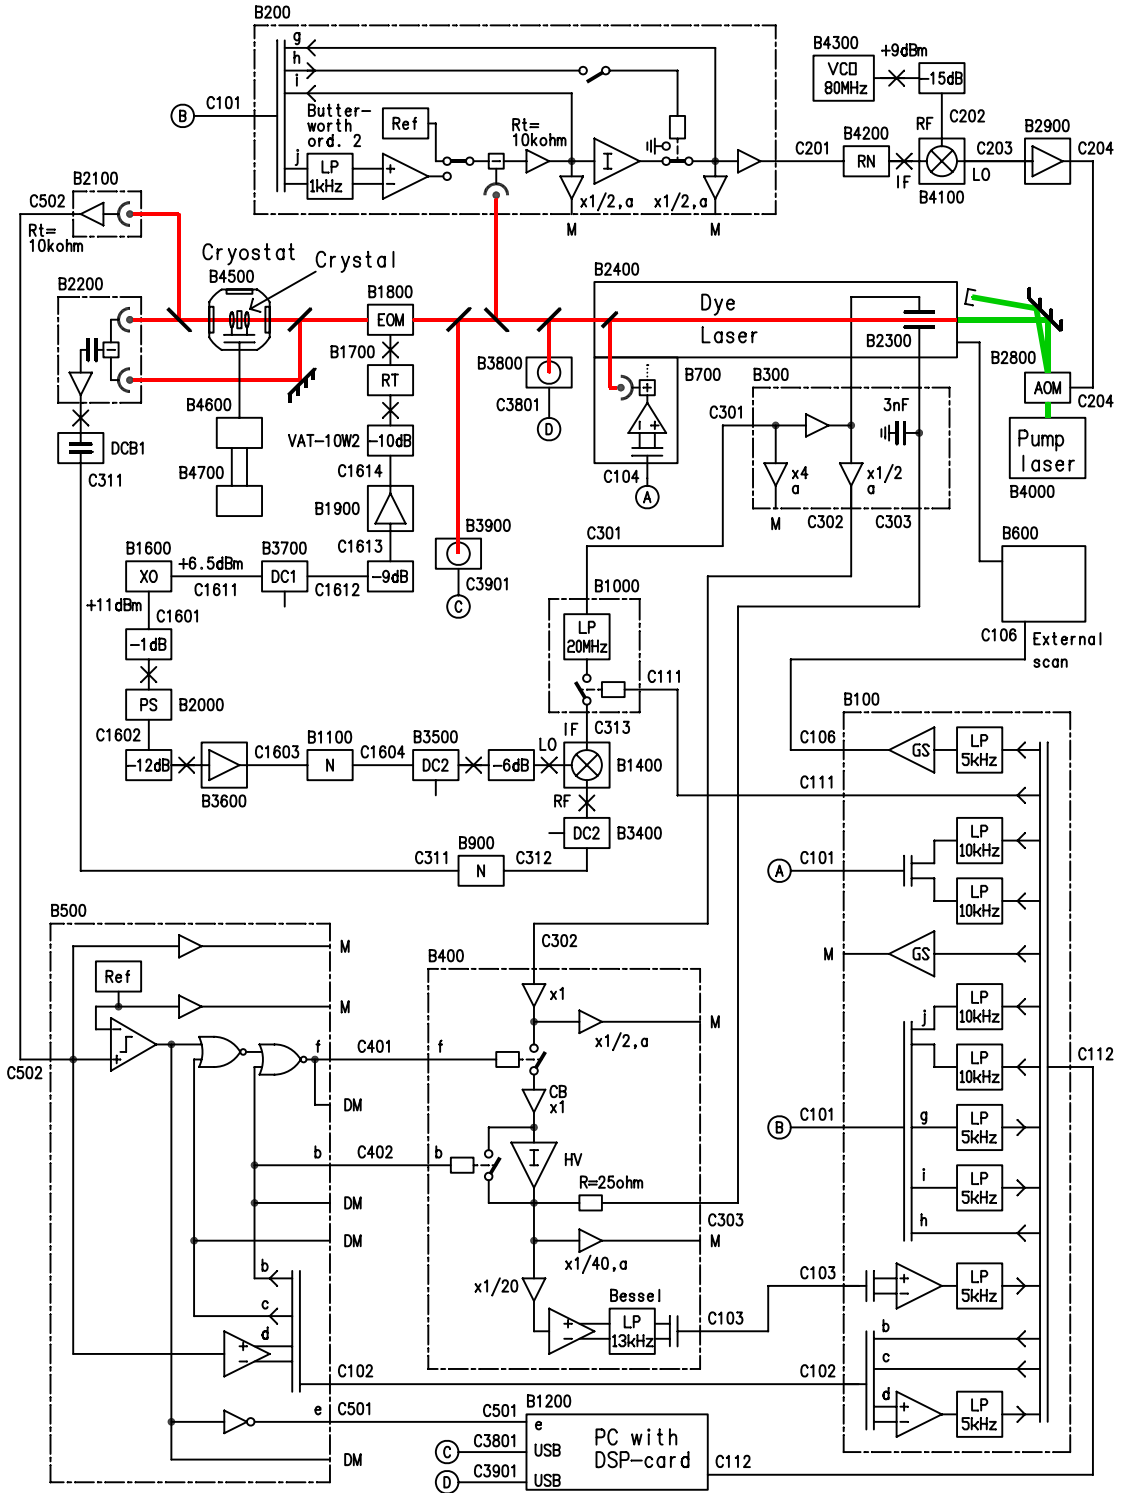 B200
g
h
i
j
B
C101
Butter-
worth
ord. 2
LP
1kHz
Ref
Rt=
10kohm
I
x1/2,a
x1/2,a
M
M
C201
B4300
VCO
80MHz
+9dBm
-15dB
C202
RF
B4200
RN
IF
B4100
LO
C203
B2900
C204
B2100
C502
Rt=
10kohm
B2200
Cryostat
B4500
Crystal
B1800
EOM
B1700
RT
VAT-10W2
-10dB
C1614
B1900
C1613
-9dB
B4600
B4700
DCB1
C311
B3800
C3801
D
B3900
C3901
C
B2400
Dye
Laser
B2300
B700
C104
A
B300
C301
3nF
x4
a
x1/2
a
M
C302
C303
B2800
AOM
C204
Pump
laser
B4000
B600
C106
External
scan
B1600
XO
+6.5dBm
C1611
B3700
DC1
C1612
+11dBm
C1601
-1dB
PS
B2000
C1602
-12dB
B3600
C1603
B1100
N
C1604
B3500
DC2
-6dB
LO
C301
B1000
LP
20MHz
C111
IF
C313
B1400
RF
DC2
B3400
C311
B900
N
C312
B100
C106
GS
LP
5kHz
C111
A
C101
LP
10kHz
LP
10kHz
M
GS
j
LP
10kHz
LP
10kHz
C112
B
C101
g
LP
5kHz
i
LP
5kHz
h
C103
+
−
LP
5kHz
b
c
d
+
−
LP
5kHz
B500
M
Ref
M
C502
f
C401
DM
b
C402
DM
DM
b
c
d
+
−
C102
e
C501
DM
B400
C302
x1
M
x1/2,a
f
CB
x1
b
I
HV
R=25ohm
C303
M
x1/40,a
x1/20
Bessel
LP
13kHz
C103
C102
B1200
C501
e
C
C3801
USB
D
C3901
USB
PC with
DSP-card
C112